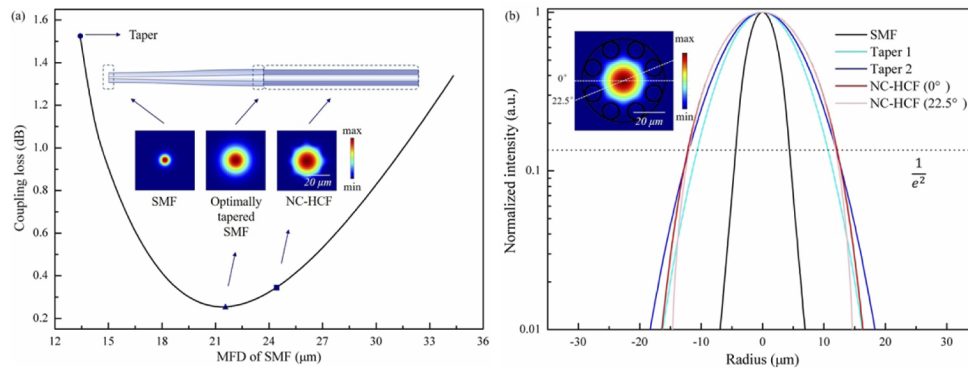 (a)
Taper
SMF
Optimally
tapered
SMF
NC-HCF
20 μm
max
min
Coupling loss (dB)
1.6
1.4
1.2
1.0
0.8
0.6
0.4
0.2
12 15 18 21 24 27 30 33 36
MFD of SMF (μm)
(b)
max
min
0°
22.5°
20 μm
SMF
Taper 1
Taper 2
NC-HCF (0° )
NC-HCF (22.5° )
1
e²
Normalized intensity (a.u.)
1
0.1
0.01
-30 -20 -10 0 10 20 30
Radius (μm)